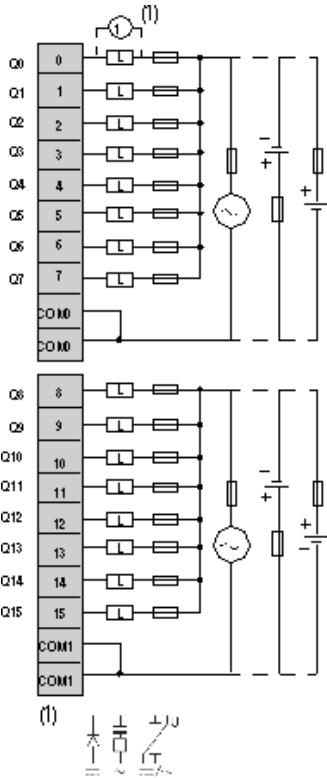 (1)
1
Q0 0 L
Q1 1 L
Q2 2 L
Q3 3 L
Q4 4 L
Q5 5 L
Q6 6 L
Q7 7 L
COM0
COM0
− +
+
Q8 8 L
Q9 9 L
Q10 10 L
Q11 11 L
Q12 12 L
Q13 13 L
Q14 14 L
Q15 15 L
COM1
COM1
− +
+ −
(1)
U